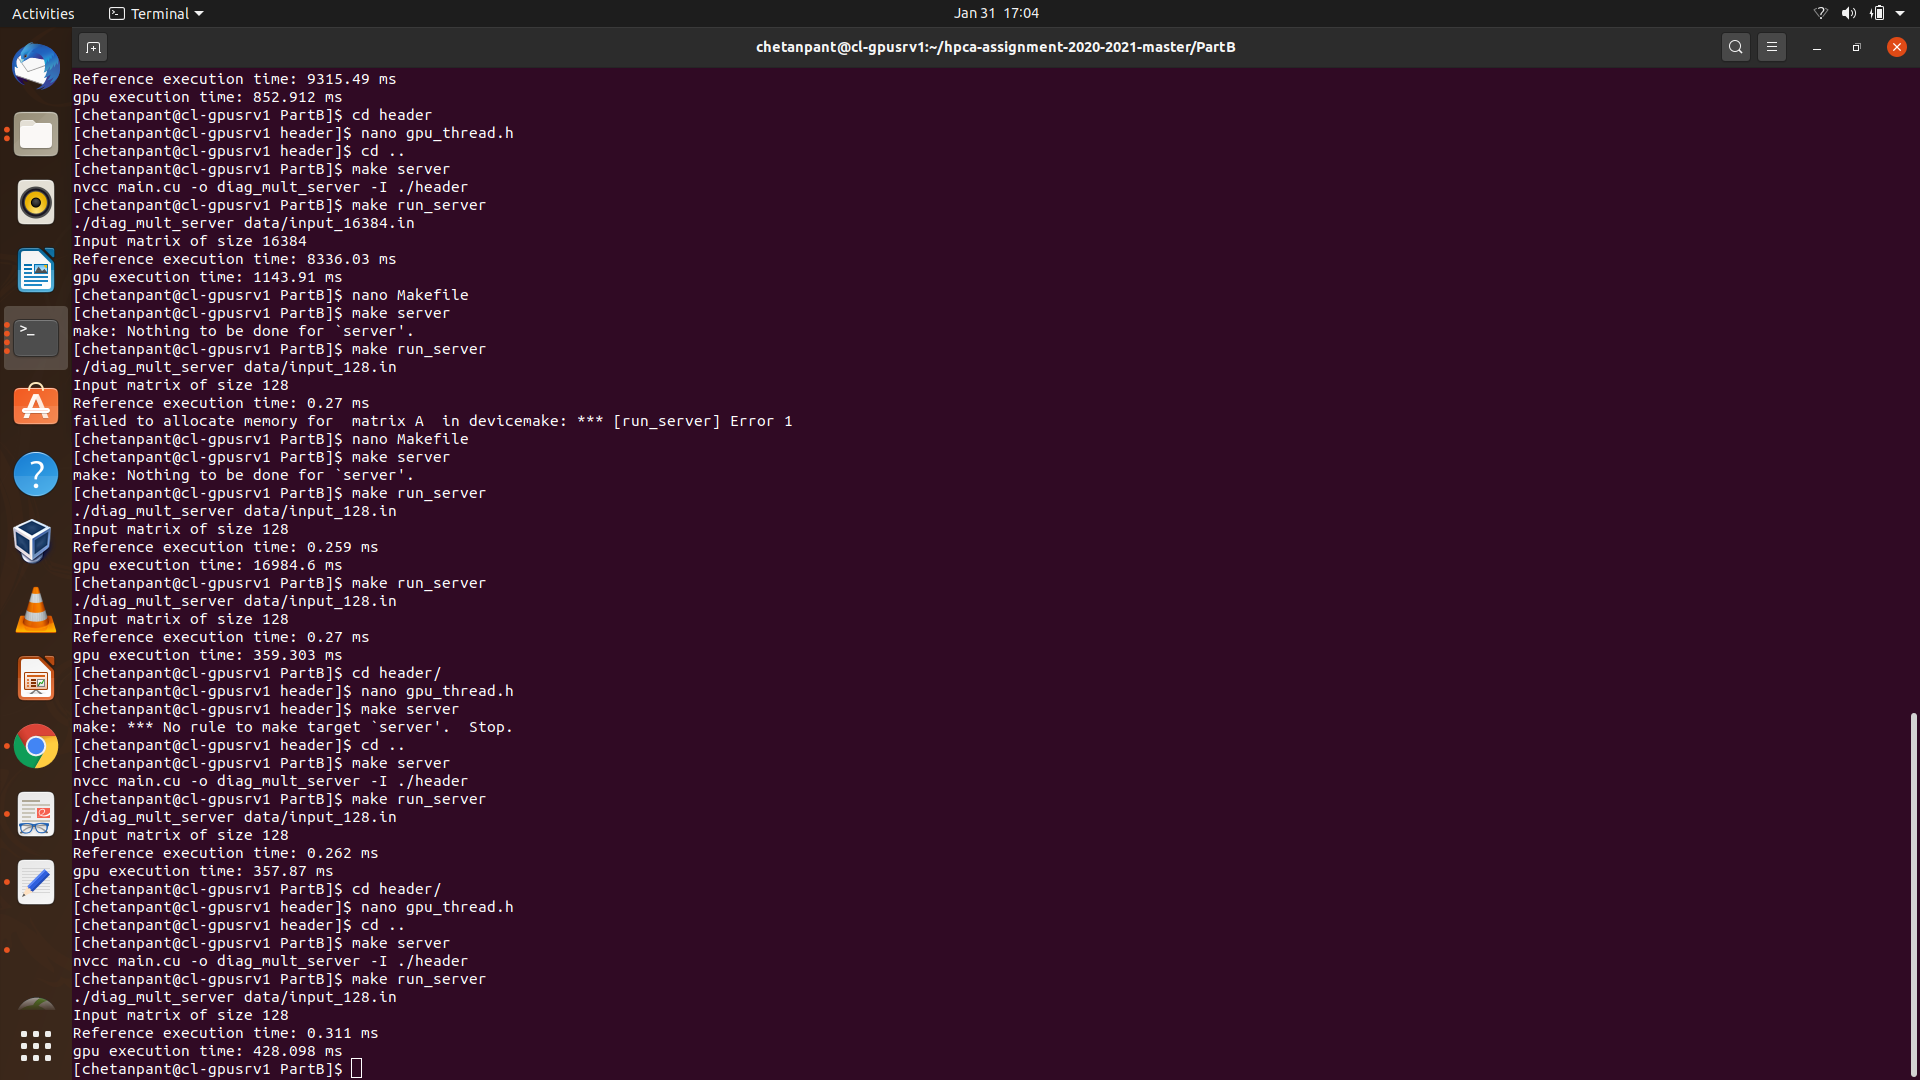 Activities
Terminal
Jan 31 17:04
chetanpant@cl-gpusrv1:~/hpca-assignment-2020-2021-master/PartB
Reference execution time: 9315.49 ms
gpu execution time: 852.912 ms
[chetanpant@cl-gpusrv1 PartB]$ cd header
[chetanpant@cl-gpusrv1 header]$ nano gpu_thread.h
[chetanpant@cl-gpusrv1 header]$ cd ..
[chetanpant@cl-gpusrv1 PartB]$ make server
nvcc main.cu -o diag_mult_server -I ./header
[chetanpant@cl-gpusrv1 PartB]$ make run_server
./diag_mult_server data/input_16384.in
Input matrix of size 16384
Reference execution time: 8336.03 ms
gpu execution time: 1143.91 ms
[chetanpant@cl-gpusrv1 PartB]$ nano Makefile
[chetanpant@cl-gpusrv1 PartB]$ make server
make: Nothing to be done for `server'.
[chetanpant@cl-gpusrv1 PartB]$ make run_server
./diag_mult_server data/input_128.in
Input matrix of size 128
Reference execution time: 0.27 ms
failed to allocate memory for  matrix A  in devicemake: *** [run_server] Error 1
[chetanpant@cl-gpusrv1 PartB]$ nano Makefile
[chetanpant@cl-gpusrv1 PartB]$ make server
make: Nothing to be done for `server'.
[chetanpant@cl-gpusrv1 PartB]$ make run_server
./diag_mult_server data/input_128.in
Input matrix of size 128
Reference execution time: 0.259 ms
gpu execution time: 16984.6 ms
[chetanpant@cl-gpusrv1 PartB]$ make run_server
./diag_mult_server data/input_128.in
Input matrix of size 128
Reference execution time: 0.27 ms
gpu execution time: 359.303 ms
[chetanpant@cl-gpusrv1 PartB]$ cd header/
[chetanpant@cl-gpusrv1 header]$ nano gpu_thread.h
[chetanpant@cl-gpusrv1 header]$ make server
make: *** No rule to make target `server'.  Stop.
[chetanpant@cl-gpusrv1 header]$ cd ..
[chetanpant@cl-gpusrv1 PartB]$ make server
nvcc main.cu -o diag_mult_server -I ./header
[chetanpant@cl-gpusrv1 PartB]$ make run_server
./diag_mult_server data/input_128.in
Input matrix of size 128
Reference execution time: 0.262 ms
gpu execution time: 357.87 ms
[chetanpant@cl-gpusrv1 PartB]$ cd header/
[chetanpant@cl-gpusrv1 header]$ nano gpu_thread.h
[chetanpant@cl-gpusrv1 header]$ cd ..
[chetanpant@cl-gpusrv1 PartB]$ make server
nvcc main.cu -o diag_mult_server -I ./header
[chetanpant@cl-gpusrv1 PartB]$ make run_server
./diag_mult_server data/input_128.in
Input matrix of size 128
Reference execution time: 0.311 ms
gpu execution time: 428.098 ms
[chetanpant@cl-gpusrv1 PartB]$